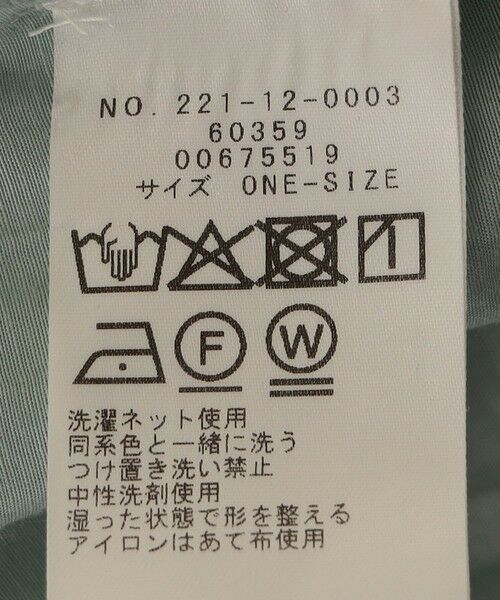 NO. 221-12-0003
60359
00675519
サイズ ONE-SIZE
F W
洗濯ネット使用
同系色と一緒に洗う
つけ置き洗い禁止
中性洗剤使用
湿った状態で形を整える
アイロンはあて布使用